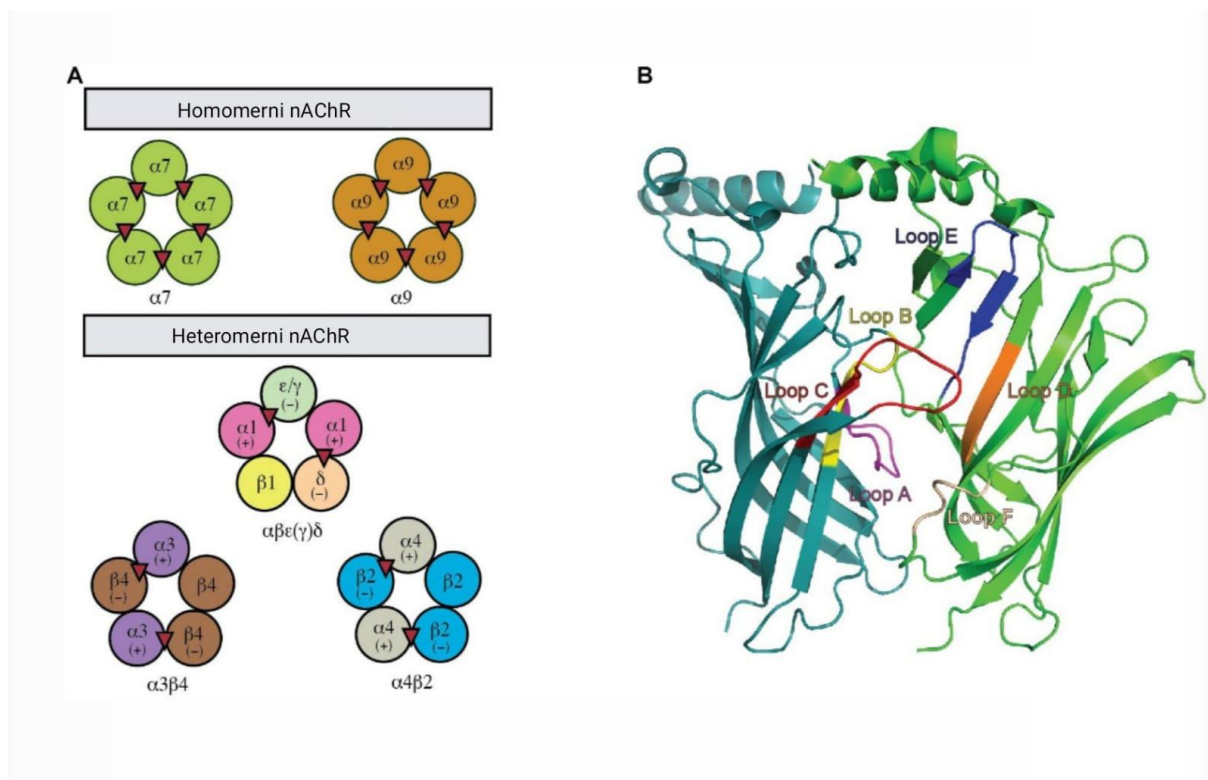 A
Homomerni nAChR
α7
α7
α7
α7
α7
α7
α9
α9
α9
α9
α9
α9
Heteromerni nAChR
ε/γ
(−)
α1
(+)
α1
(+)
β1
δ
(−)
αβε(γ)δ
α3
(+)
β4
(−)
β4
α3
(+)
β4
(−)
α3β4
α4
(+)
β2
(−)
β2
α4
(+)
β2
(−)
α4β2
B
Loop E
Loop B
Loop C
Loop D
Loop A
Loop F